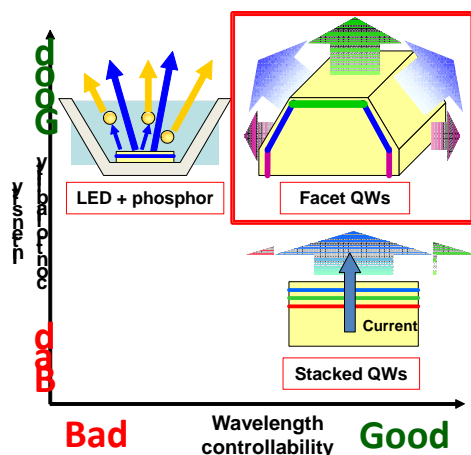 Good
LED + phosphor
Facet QWs
Current
Stacked QWs
Bad
Bad
Wavelength
controllability
Good